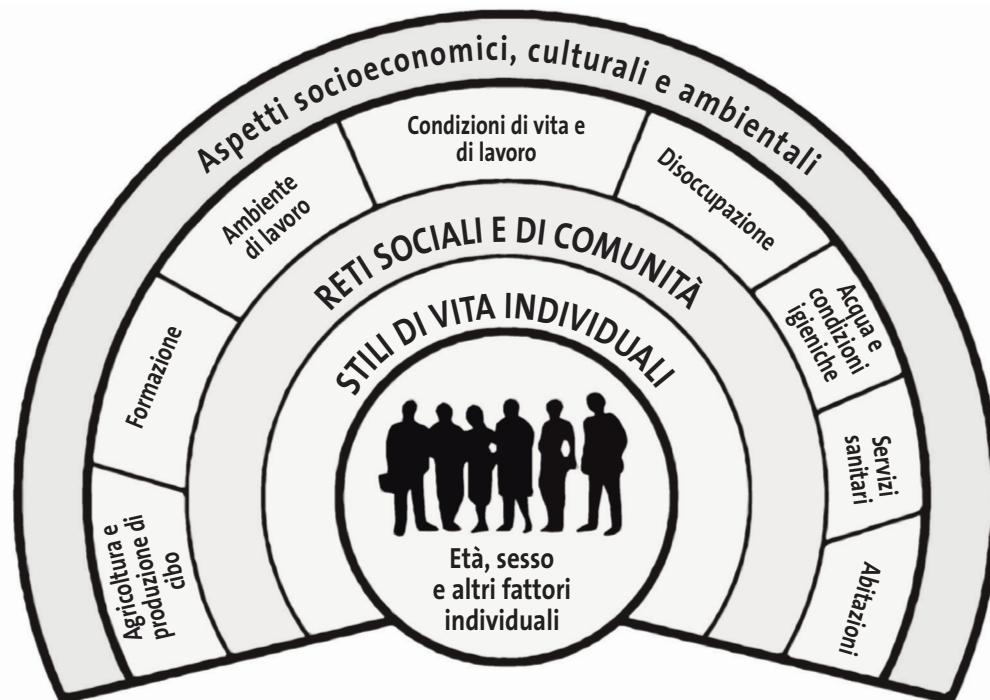 Aspetti socioeconomici, culturali e ambientali
Condizioni di vita e
di lavoro
Ambiente
di lavoro
Disoccupazione
Formazione
Acqua e
condizioni
igieniche
Agricoltura e
produzione di
cibo
Servizi
sanitari
Abitazioni
RETI SOCIALI E DI COMUNITÀ
STILI DI VITA INDIVIDUALI
Età, sesso
e altri fattori
individuali